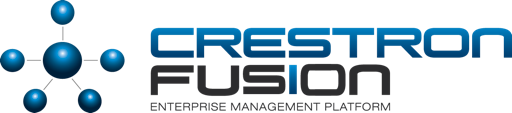 CRESTRON
FUSION
ENTERPRISE MANAGEMENT PLATFORM